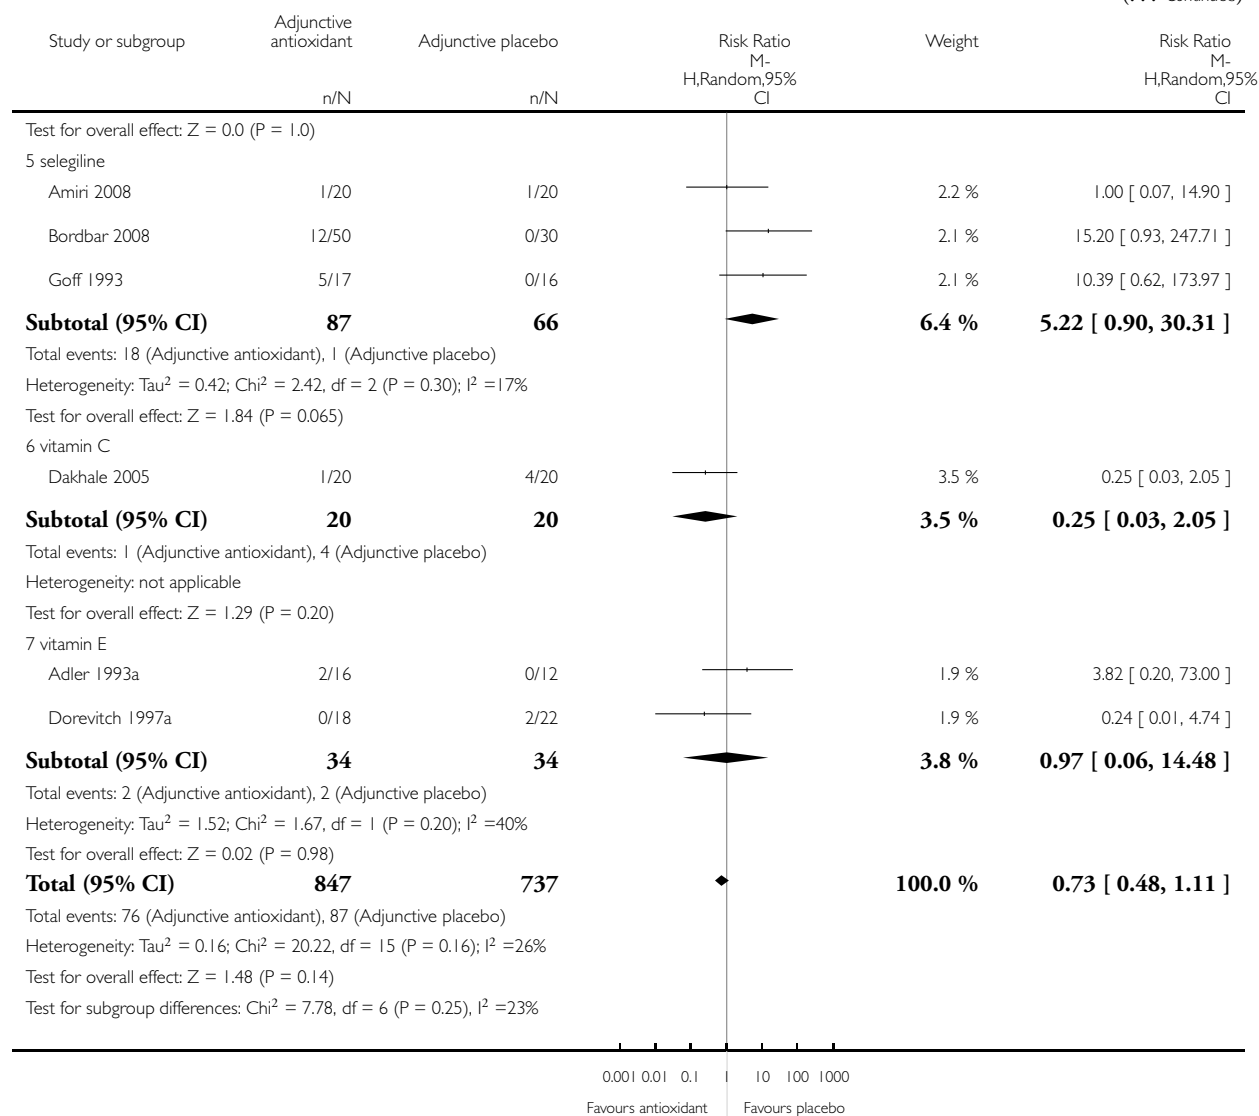 Study or subgroup Adjunctive antioxidant Adjunctive placebo Risk Ratio Weight Risk Ratio
M-H,Random,95% CI M-H,Random,95% CI
n/N n/N
Test for overall effect: Z = 0.0 (P = 1.0)
5 selegiline
Amiri 2008 1/20 1/20 2.2 % 1.00 [ 0.07, 14.90 ]
Bordbar 2008 12/50 0/30 2.1 % 15.20 [ 0.93, 247.71 ]
Goff 1993 5/17 0/16 2.1 % 10.39 [ 0.62, 173.97 ]
Subtotal (95% CI) 87 66 6.4 % 5.22 [ 0.90, 30.31 ]
Total events: 18 (Adjunctive antioxidant), 1 (Adjunctive placebo)
Heterogeneity: Tau² = 0.42; Chi² = 2.42, df = 2 (P = 0.30); I² =17%
Test for overall effect: Z = 1.84 (P = 0.065)
6 vitamin C
Dakhale 2005 1/20 4/20 3.5 % 0.25 [ 0.03, 2.05 ]
Subtotal (95% CI) 20 20 3.5 % 0.25 [ 0.03, 2.05 ]
Total events: 1 (Adjunctive antioxidant), 4 (Adjunctive placebo)
Heterogeneity: not applicable
Test for overall effect: Z = 1.29 (P = 0.20)
7 vitamin E
Adler 1993a 2/16 0/12 1.9 % 3.82 [ 0.20, 73.00 ]
Dorevitch 1997a 0/18 2/22 1.9 % 0.24 [ 0.01, 4.74 ]
Subtotal (95% CI) 34 34 3.8 % 0.97 [ 0.06, 14.48 ]
Total events: 2 (Adjunctive antioxidant), 2 (Adjunctive placebo)
Heterogeneity: Tau² = 1.52; Chi² = 1.67, df = 1 (P = 0.20); I² =40%
Test for overall effect: Z = 0.02 (P = 0.98)
Total (95% CI) 847 737 100.0 % 0.73 [ 0.48, 1.11 ]
Total events: 76 (Adjunctive antioxidant), 87 (Adjunctive placebo)
Heterogeneity: Tau² = 0.16; Chi² = 20.22, df = 15 (P = 0.16); I² =26%
Test for overall effect: Z = 1.48 (P = 0.14)
Test for subgroup differences: Chi² = 7.78, df = 6 (P = 0.25), I² =23%
0.001 0.01 0.1 1 10 100 1000
Favours antioxidant Favours placebo